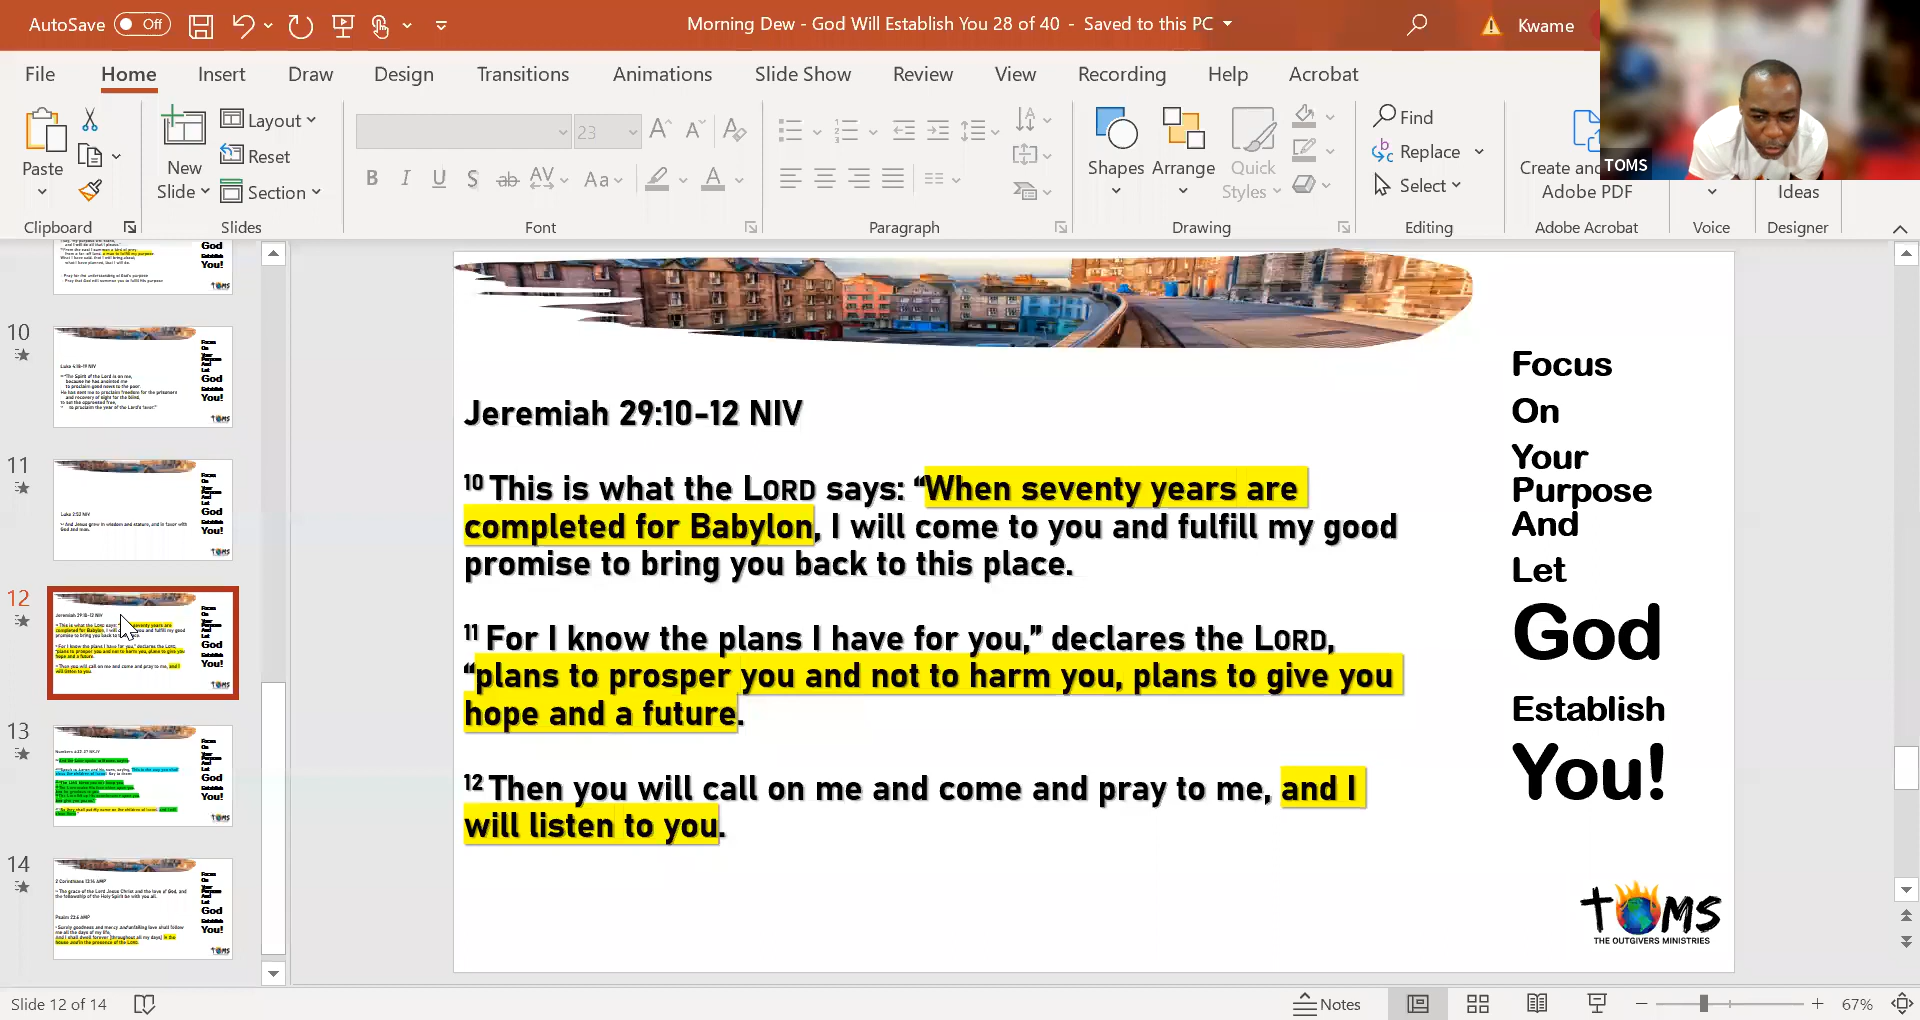 AutoSave Off
Morning Dew - God Will Establish You 28 of 40 - Saved to this PC
Kwame
File Home Insert Draw Design Transitions Animations Slide Show Review View Recording Help Acrobat
Paste
New
Slide
Layout
Reset
Section
23
B I U S ab AV Aa A
Shapes Arrange Quick
Styles
Find
Replace
Select
Create and
Adobe PDF
Ideas
TOMS
Clipboard Slides Font Paragraph Drawing Editing Adobe Acrobat Voice Designer
10
11
12
13
14
Jeremiah 29:10-12 NIV
10 This is what the LORD says: “When seventy years are
completed for Babylon, I will come to you and fulfill my good
promise to bring you back to this place.
11 For I know the plans I have for you,” declares the LORD,
“plans to prosper you and not to harm you, plans to give you
hope and a future.
12 Then you will call on me and come and pray to me, and I
will listen to you.
Focus
On
Your
Purpose
And
Let
God
Establish
You!
TOMS
THE OUTGIVERS MINISTRIES
Slide 12 of 14
Notes
67%